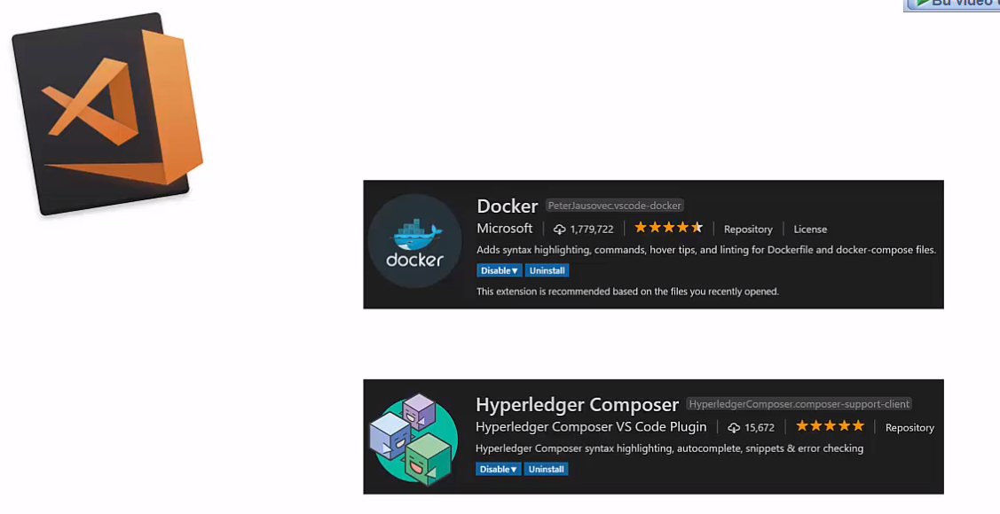 Bu video
Docker PeterJausovec.vscode-docker
Microsoft 1,779,722 Repository License
Adds syntax highlighting, commands, hover tips, and linting for Dockerfile and docker-compose files.
docker
Disable Uninstall
This extension is recommended based on the files you recently opened.
Hyperledger Composer HyperledgerComposer.composer-support-client
Hyperledger Composer VS Code Plugin 15,672 Repository
Hyperledger Composer syntax highlighting, autocomplete, snippets & error checking
Disable Uninstall